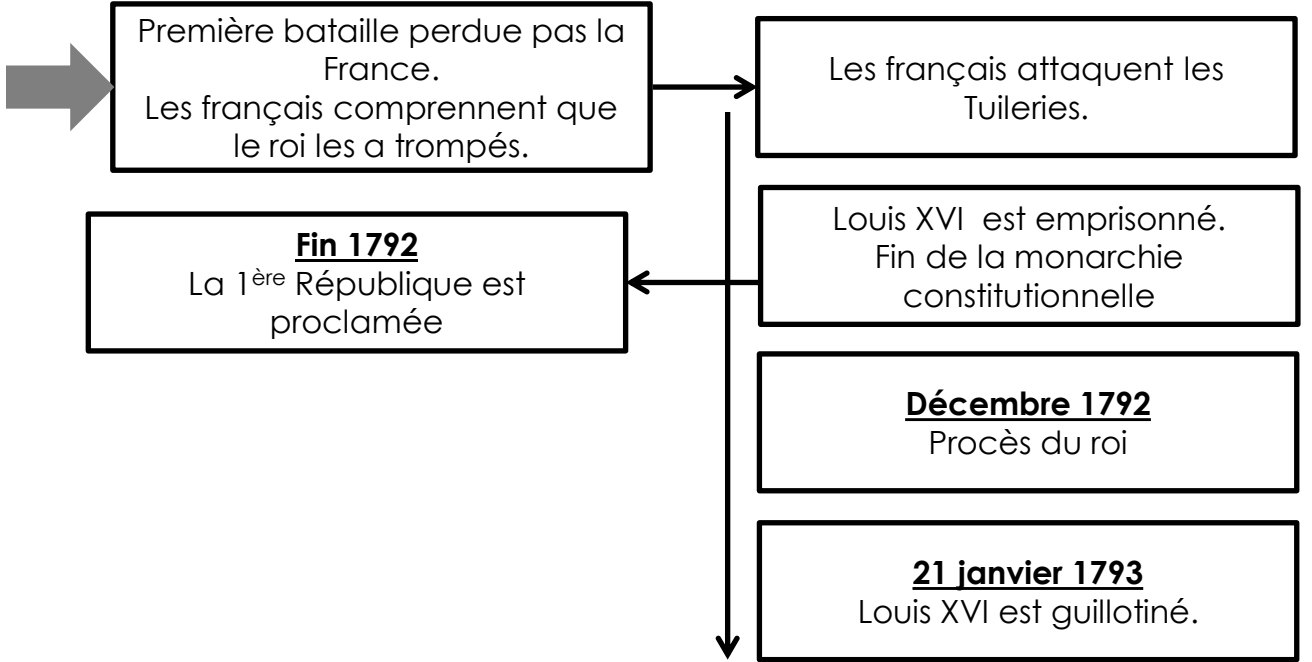 Première bataille perdue pas la
France.
Les français comprennent que
le roi les a trompés.
Les français attaquent les
Tuileries.
Louis XVI est emprisonné.
Fin de la monarchie
constitutionnelle
Fin 1792
La 1ère République est
proclamée
Décembre 1792
Procès du roi
21 janvier 1793
Louis XVI est guillotiné.